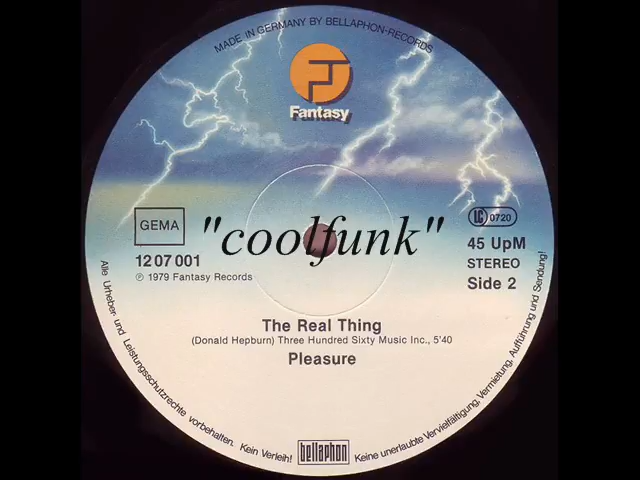 MADE IN GERMANY BY BELLAPHON-RECORDS
Fantasy
GEMA
12 07 001
℗ 1979 Fantasy Records
"coolfunk"
LC 0720
45 UpM
STEREO
Side 2
The Real Thing
(Donald Hepburn) Three Hundred Sixty Music Inc., 5'40
Pleasure
Alle Urheber- und Leistungsschutzrechte vorbehalten. Kein Verleih!
bellaphon
Keine unerlaubte Vervielfältigung, Vermietung, Aufführung und Sendung!